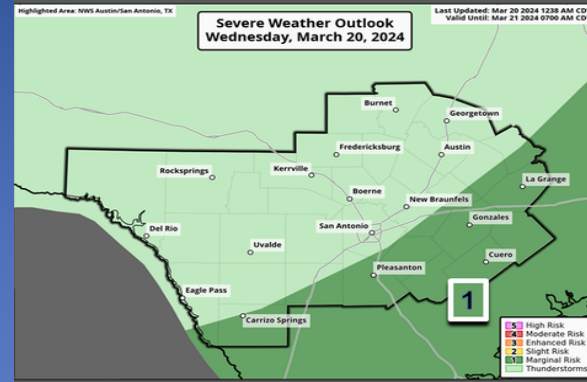 Highlighted Area: NWS Austin/San Antonio, TX
Severe Weather Outlook
Wednesday, March 20, 2024
Last Updated: Mar 20 2024 1238 AM CD
Valid Until: Mar 21 2024 0700 AM CD
Burnet
Georgetown
Fredericksburg
Austin
Rocksprings
Kerrville
La Grange
Boerne
New Braunfels
Gonzales
San Antonio
Del Rio
Uvalde
Cuero
Pleasanton
Eagle Pass
1
Carrizo Springs
5 High Risk
4 Moderate Risk
3 Enhanced Risk
2 Slight Risk
1 Marginal Risk
Thunderstorms